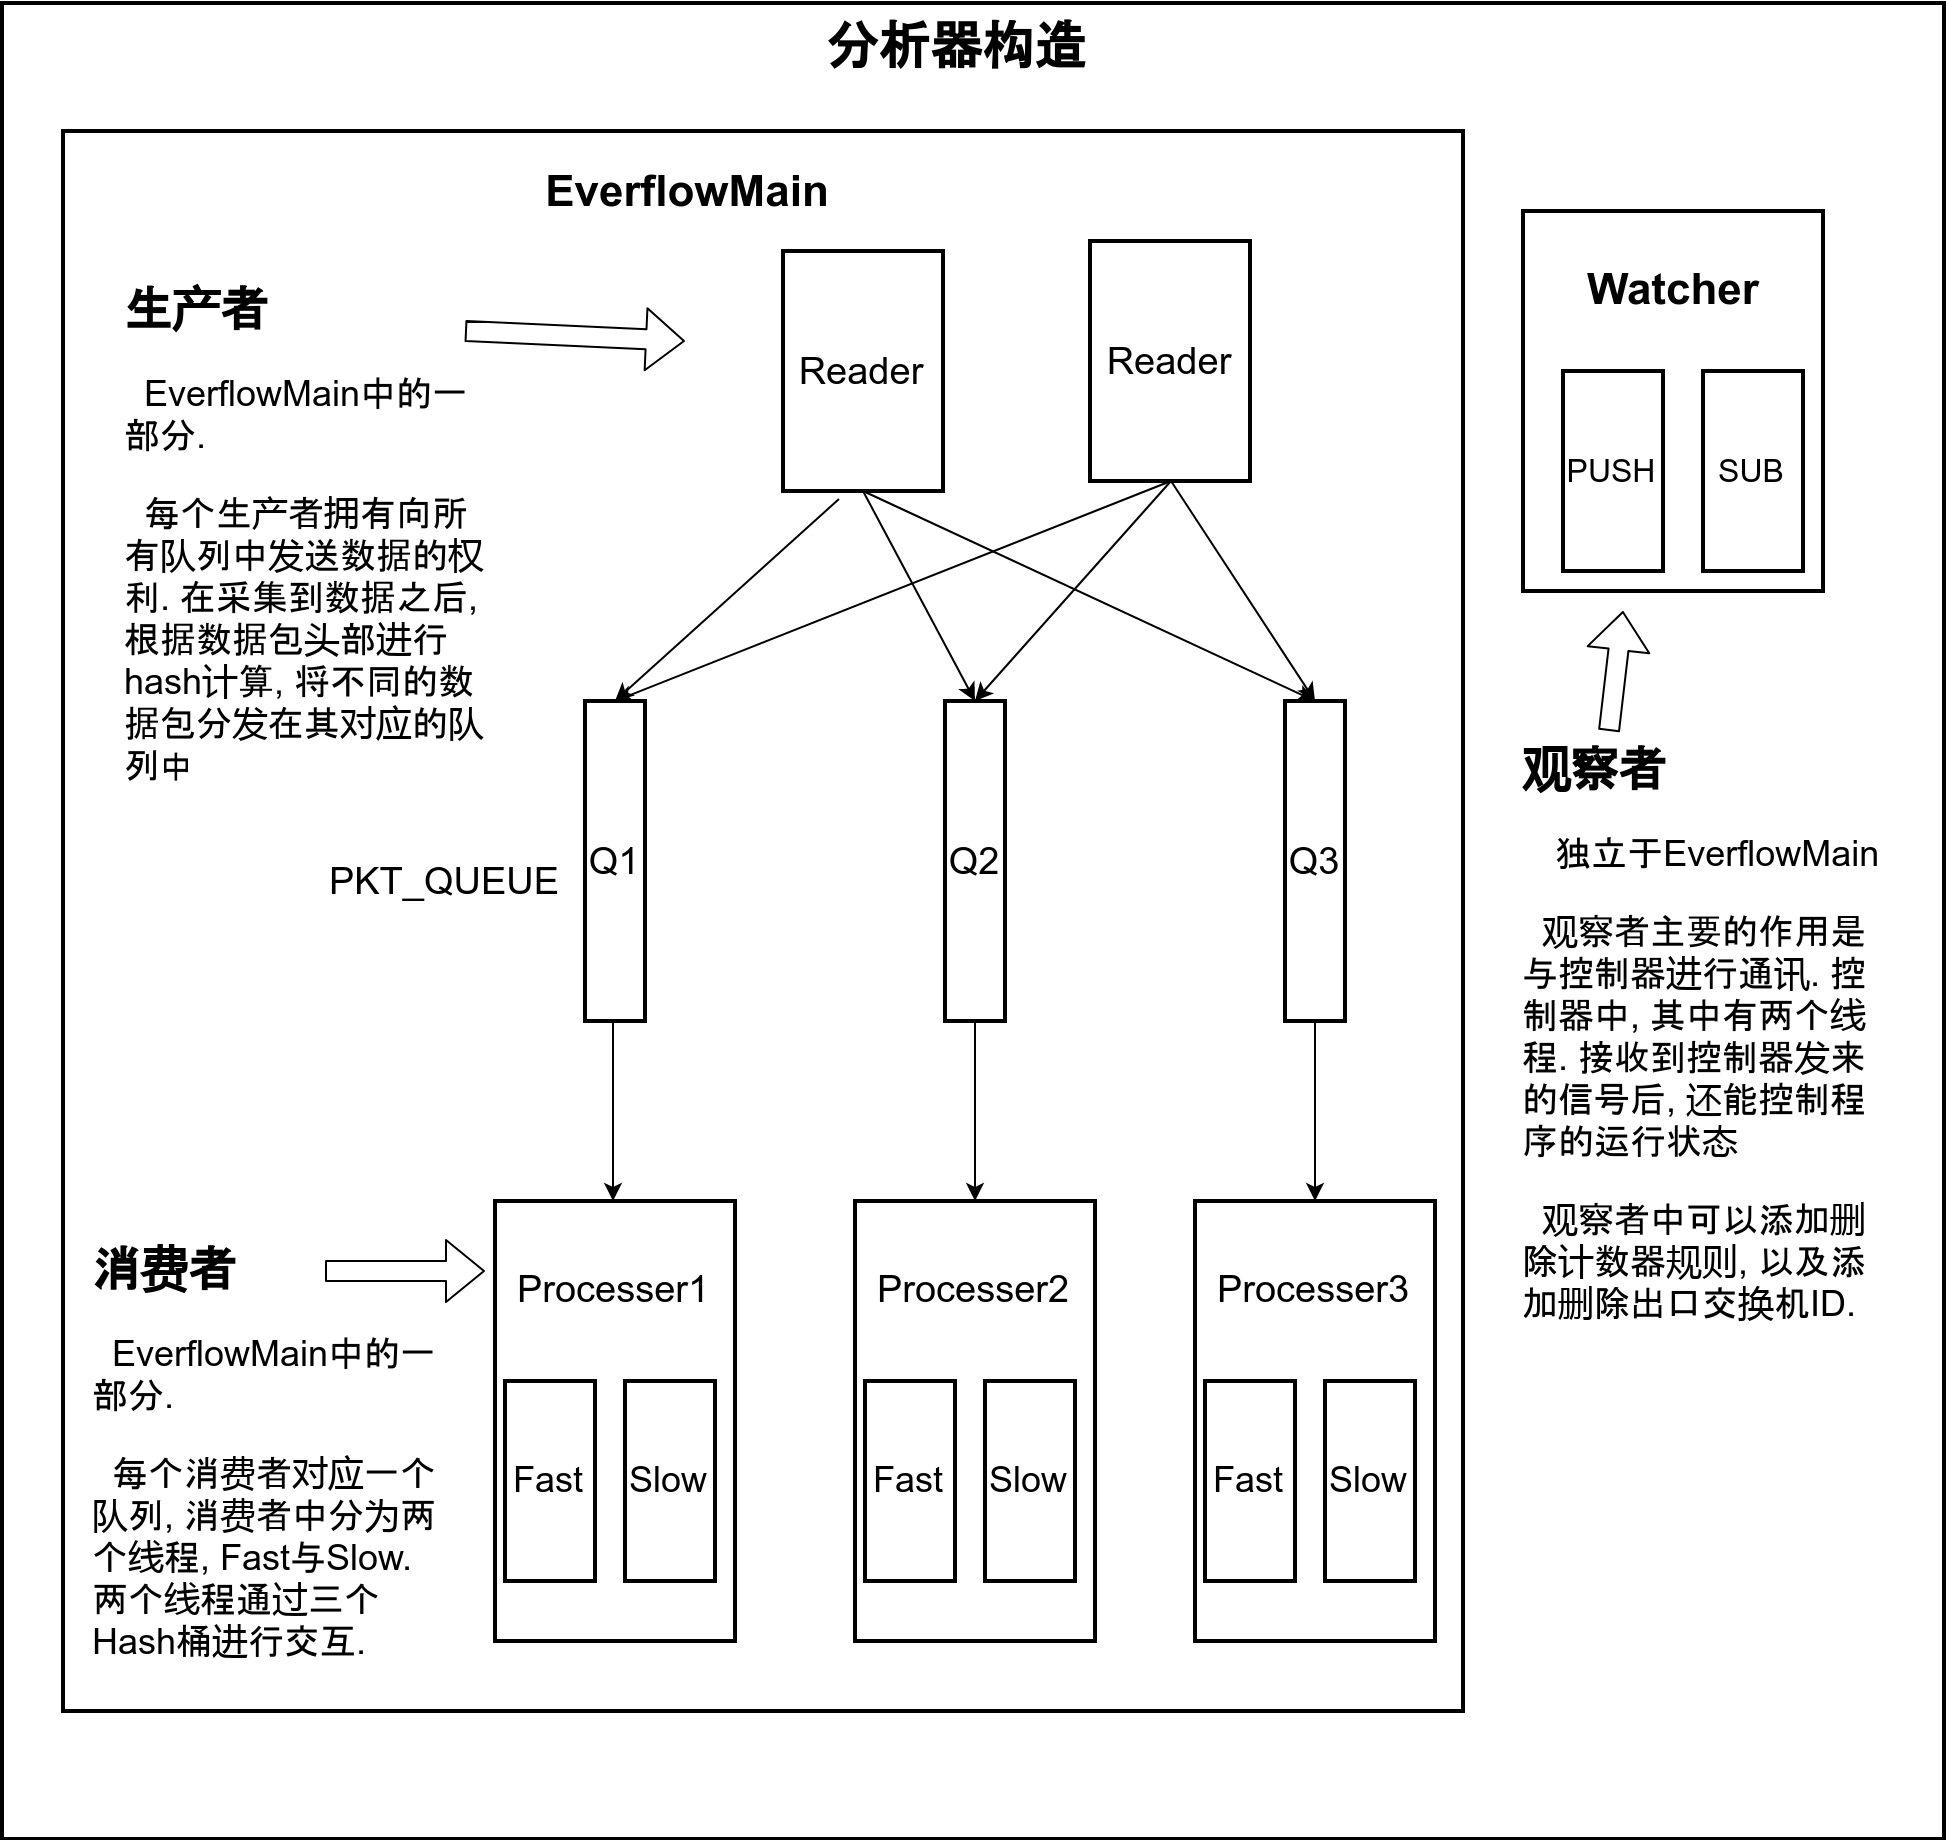 分析器构造
EverflowMain
生产者
EverflowMain中的一
部分.
每个生产者拥有向所
有队列中发送数据的权
利. 在采集到数据之后,
根据数据包头部进行
hash计算, 将不同的数
据包分发在其对应的队
列中
Reader
Reader
Watcher
PUSH
SUB
PKT_QUEUE
Q1
Q2
Q3
观察者
独立于EverflowMain
观察者主要的作用是
与控制器进行通讯. 控
制器中, 其中有两个线
程. 接收到控制器发来
的信号后, 还能控制程
序的运行状态
观察者中可以添加删
除计数器规则, 以及添
加删除出口交换机ID.
消费者
EverflowMain中的一
部分.
每个消费者对应一个
队列, 消费者中分为两
个线程, Fast与Slow.
两个线程通过三个
Hash桶进行交互.
Processer1
Fast
Slow
Processer2
Fast
Slow
Processer3
Fast
Slow